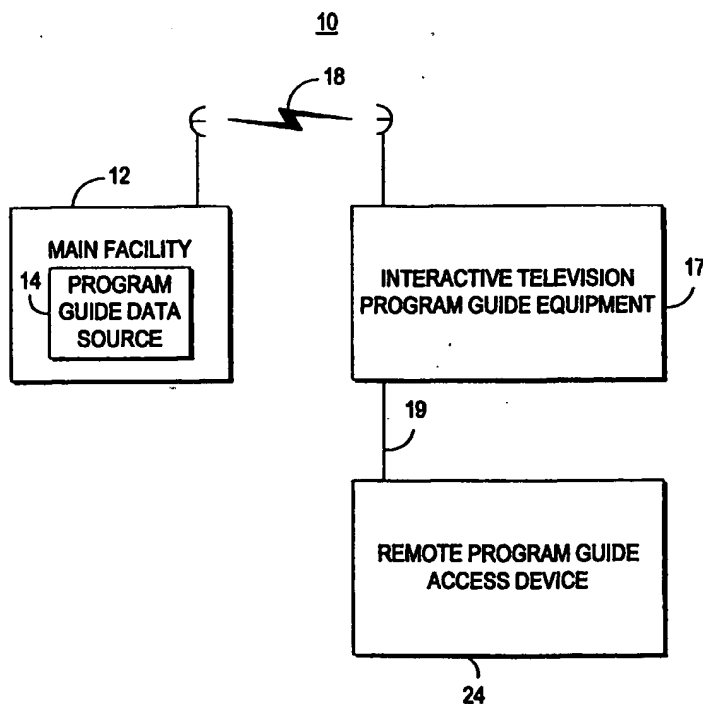 10
18
12
MAIN FACILITY
14
PROGRAM
GUIDE DATA
SOURCE
INTERACTIVE TELEVISION
PROGRAM GUIDE EQUIPMENT
17
19
REMOTE PROGRAM GUIDE
ACCESS DEVICE
24